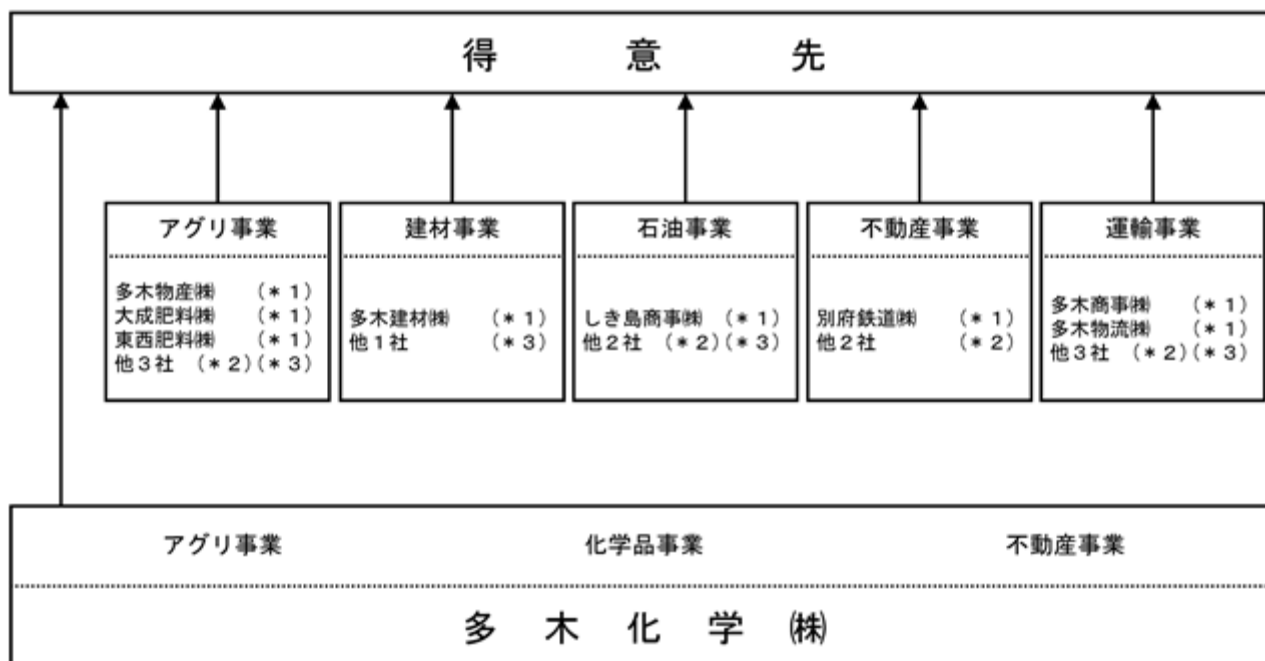 得意先
アグリ事業
多木物産㈱ (*1)
大成肥料㈱ (*1)
東西肥料㈱ (*1)
他3社 (*2)(*3)
建材事業
多木建材㈱ (*1)
他1社 (*3)
石油事業
しき島商事㈱ (*1)
他2社 (*2)(*3)
不動産事業
別府鉄道㈱ (*1)
他2社 (*2)
運輸事業
多木商事㈱ (*1)
多木物流㈱ (*1)
他3社 (*2)(*3)
アグリ事業 化学品事業 不動産事業
多木化学㈱